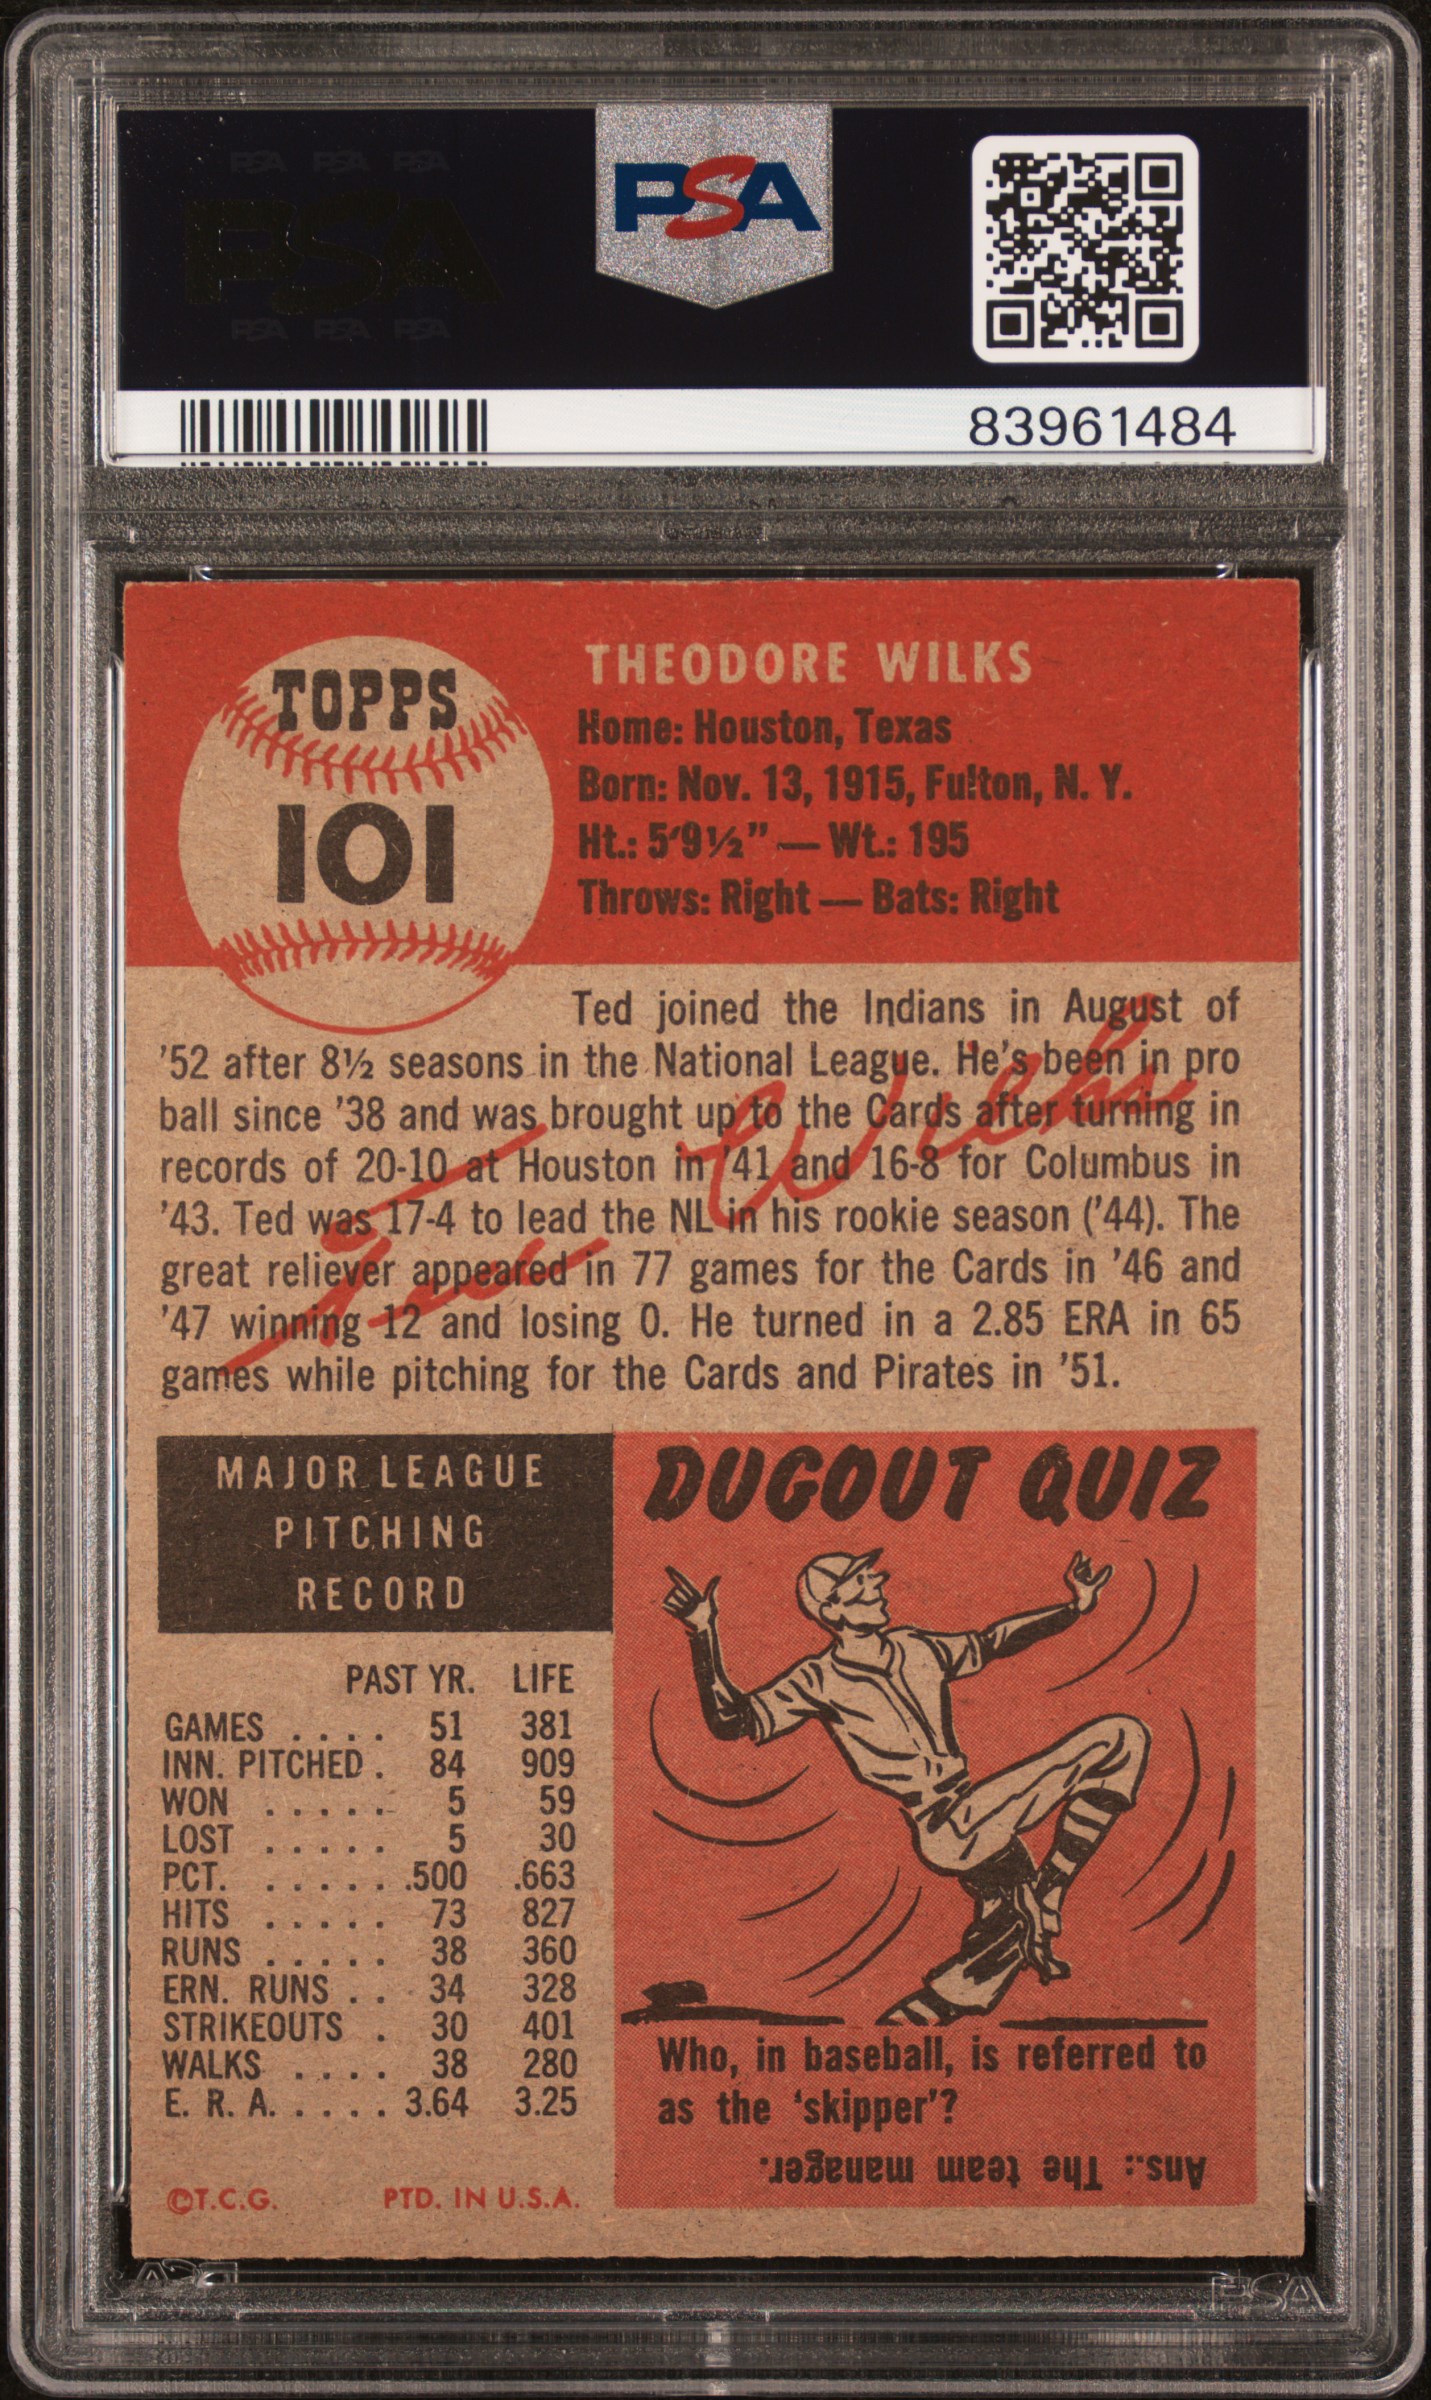 PSA PSA PSA
PSA
PSA PSA PSA
PSA
83961484
TOPPS
101
THEODORE WILKS
Home: Houston, Texas
Born: Nov. 13, 1915, Fulton, N. Y.
Ht.: 5'9½" — Wt.: 195
Throws: Right — Bats: Right
Ted joined the Indians in August of
'52 after 8½ seasons in the National League. He's been in pro
ball since '38 and was brought up to the Cards after turning in
records of 20-10 at Houston in '41 and 16-8 for Columbus in
'43. Ted was 17-4 to lead the NL in his rookie season ('44). The
great reliever appeared in 77 games for the Cards in '46 and
'47 winning 12 and losing 0. He turned in a 2.85 ERA in 65
games while pitching for the Cards and Pirates in '51.
Ted Wilks
MAJOR LEAGUE
PITCHING
RECORD
PAST YR. LIFE
GAMES . . . . 51 381
INN. PITCHED . 84 909
WON . . . . . 5 59
LOST . . . . . 5 30
PCT. . . . . . .500 .663
HITS . . . . . 73 827
RUNS . . . . . 38 360
ERN. RUNS . . 34 328
STRIKEOUTS . 30 401
WALKS . . . . 38 280
E. R. A. . . . . 3.64 3.25
©T.C.G. PTD. IN U.S.A.
DUGOUT QUIZ
Who, in baseball, is referred to
as the 'skipper'?
Ans.: The team manager.
PSA
PSA